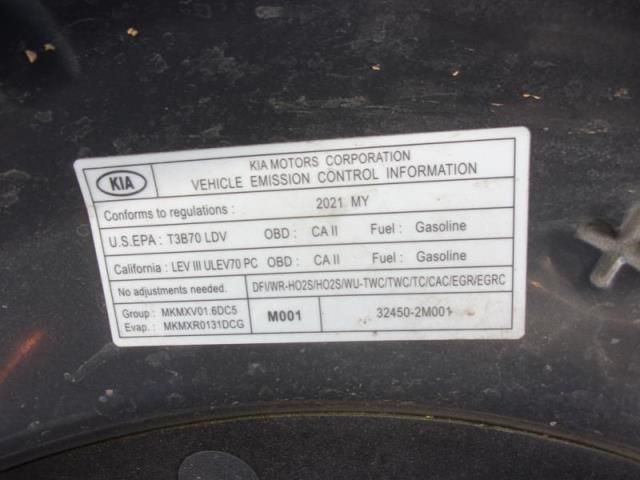 KIA
KIA MOTORS CORPORATION
VEHICLE EMISSION CONTROL INFORMATION
Conforms to regulations : 2021 MY
U.S.EPA : T3B70 LDV OBD : CA II Fuel : Gasoline
California : LEV III ULEV70 PC OBD : CA II Fuel : Gasoline
No adjustments needed. DFI/WR-HO2S/HO2S/WU-TWC/TWC/TC/CAC/EGR/EGRC
Group : MKMXV01.6DC5
Evap. : MKMXR0131DCG
M001 32450-2M001